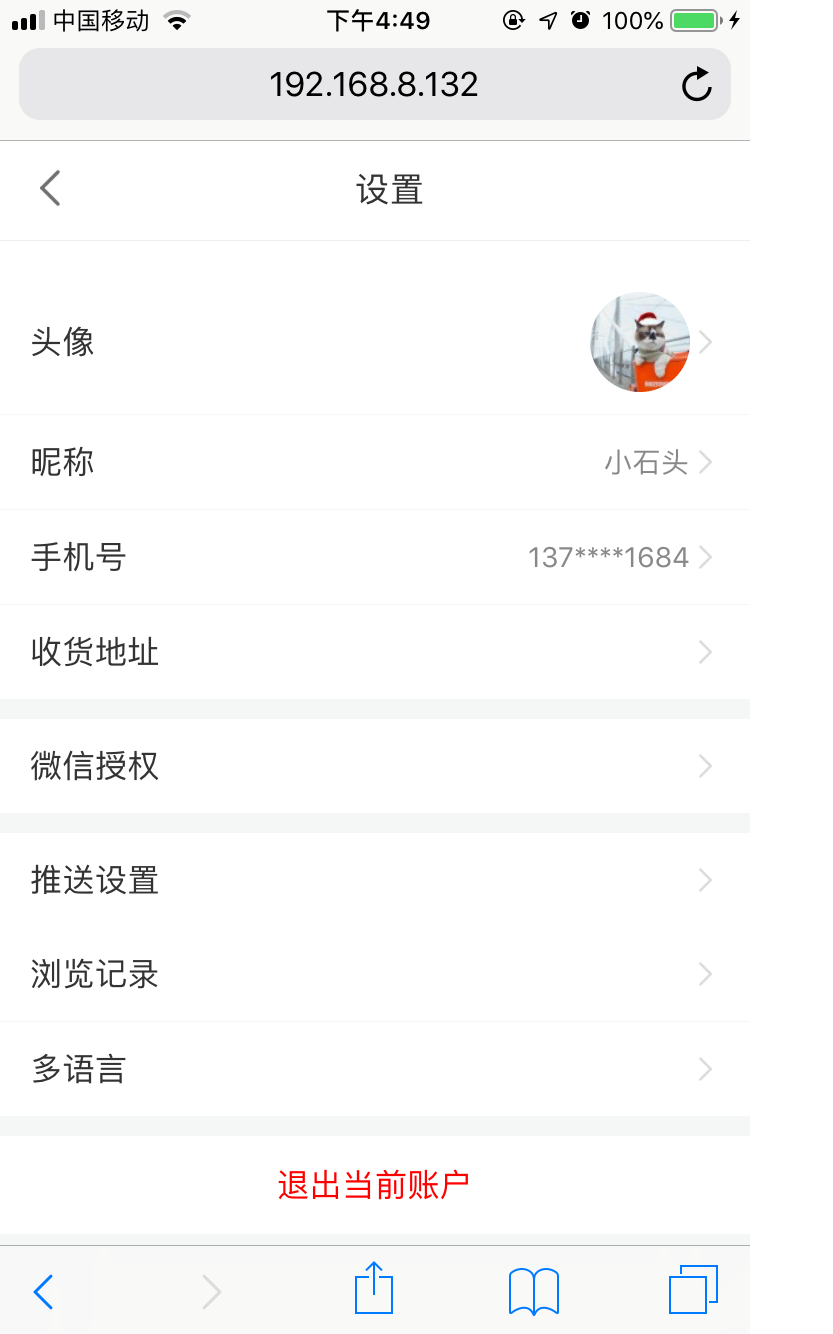 中国移动 下午4:49 100%
192.168.8.132
设置
头像
昵称 小石头
手机号 137****1684
收货地址
微信授权
推送设置
浏览记录
多语言
退出当前账户